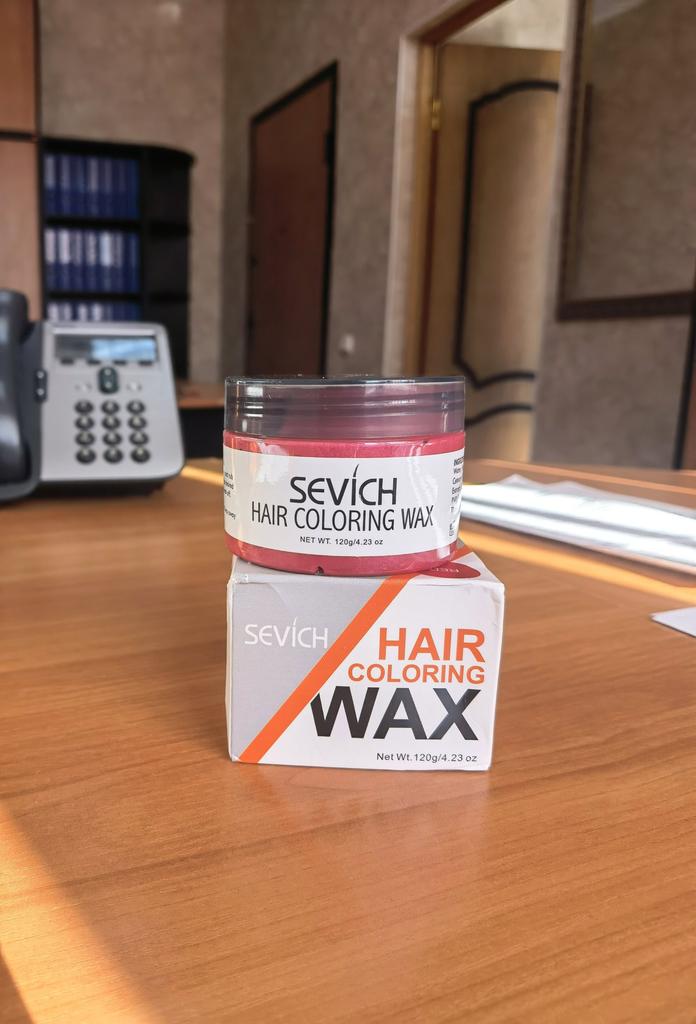 SEVICH
HAIR COLORING WAX
NET WT. 120g/4.23 oz
RED
SEVICH
HAIR
COLORING
WAX
Net Wt.120g/4.23 oz